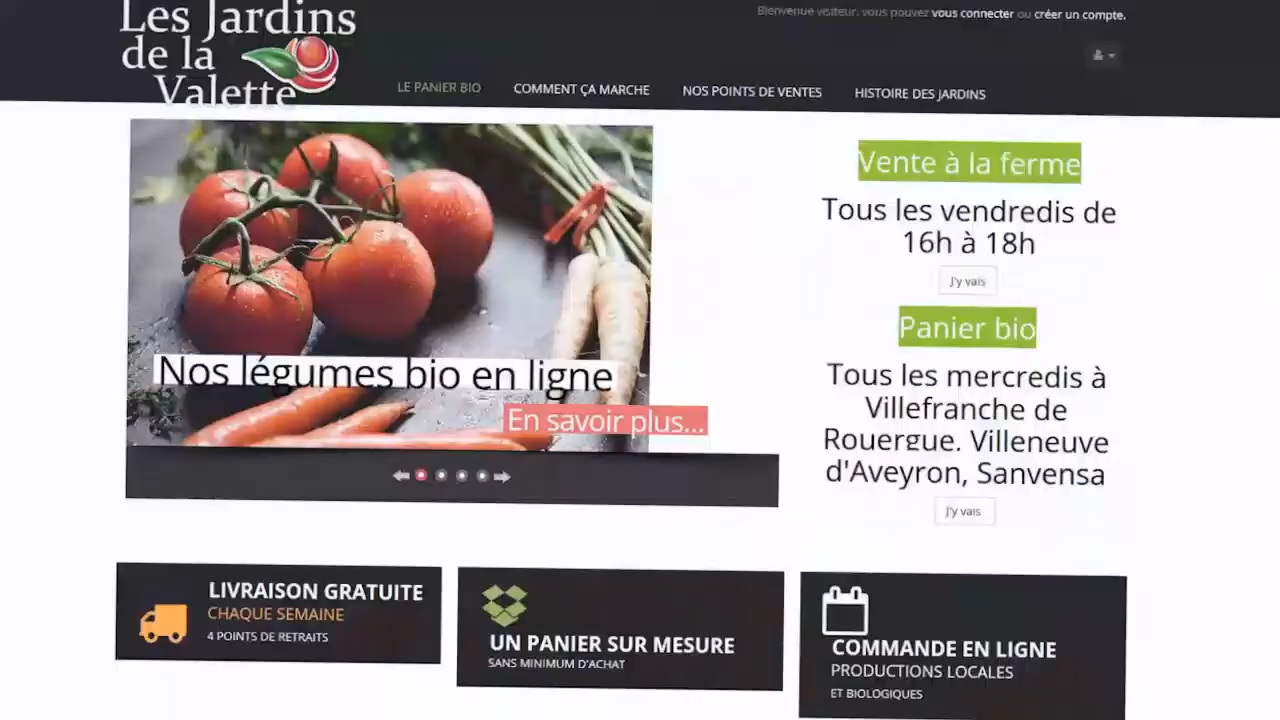 Les Jardins
de la
Valette
Bienvenue visiteur, vous pouvez vous connecter ou créer un compte.
LE PANIER BIO
COMMENT ÇA MARCHE
NOS POINTS DE VENTES
HISTOIRE DES JARDINS
Nos légumes bio en ligne
En savoir plus...
Vente à la ferme
Tous les vendredis de
16h à 18h
J'y vais
Panier bio
Tous les mercredis à
Villefranche de
Rouergue, Villeneuve
d'Aveyron, Sanvensa
J'y vais
LIVRAISON GRATUITE
CHAQUE SEMAINE
4 POINTS DE RETRAITS
UN PANIER SUR MESURE
SANS MINIMUM D'ACHAT
COMMANDE EN LIGNE
PRODUCTIONS LOCALES
ET BIOLOGIQUES